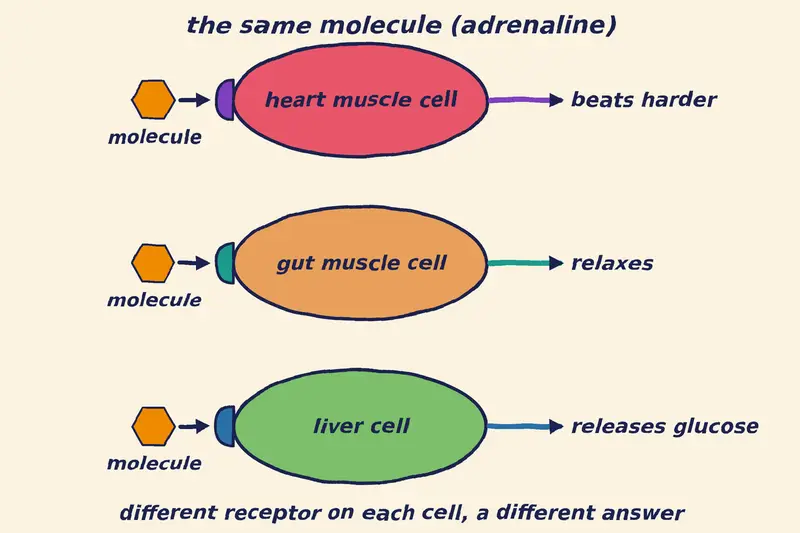 the same molecule (adrenaline)
heart muscle cell
beats harder
molecule
gut muscle cell
relaxes
molecule
liver cell
releases glucose
molecule
different receptor on each cell, a different answer